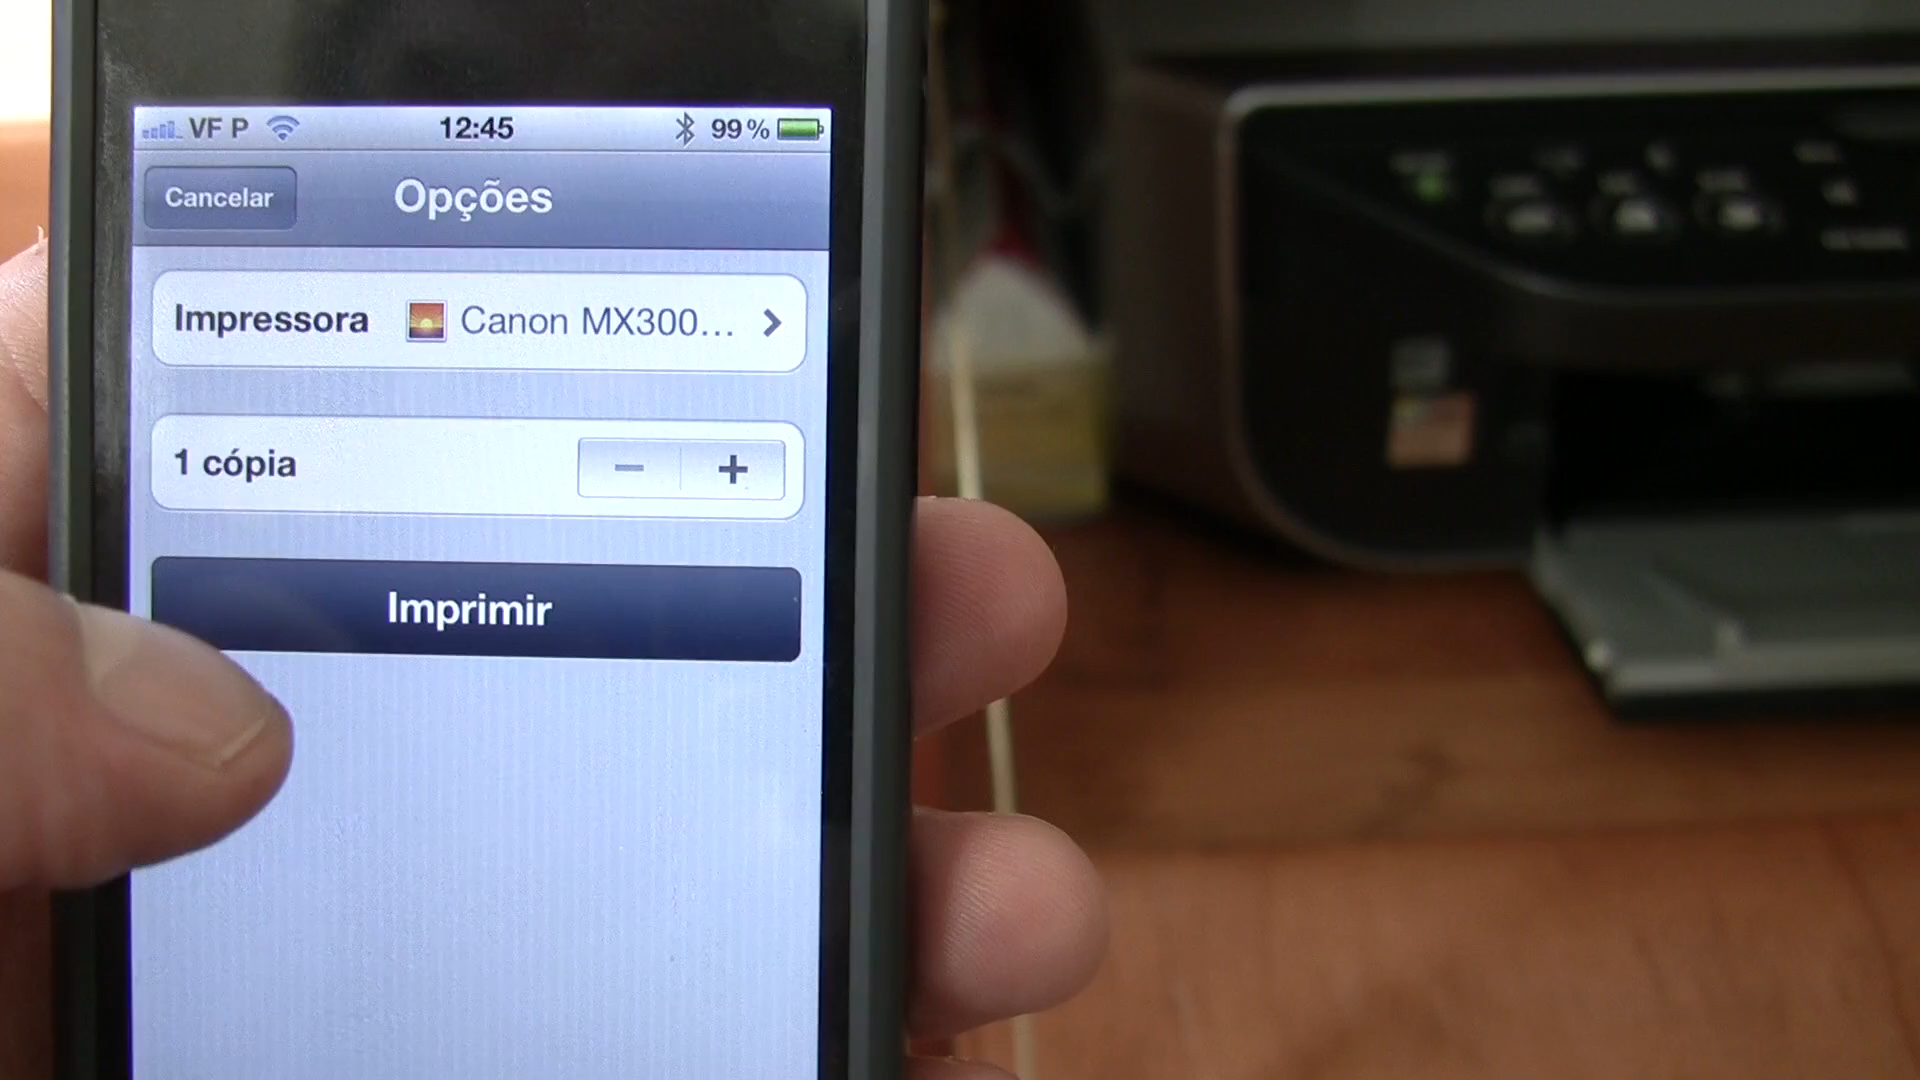 VF P 12:45 99 %
Cancelar Opções
Impressora Canon MX300...
1 cópia − +
Imprimir